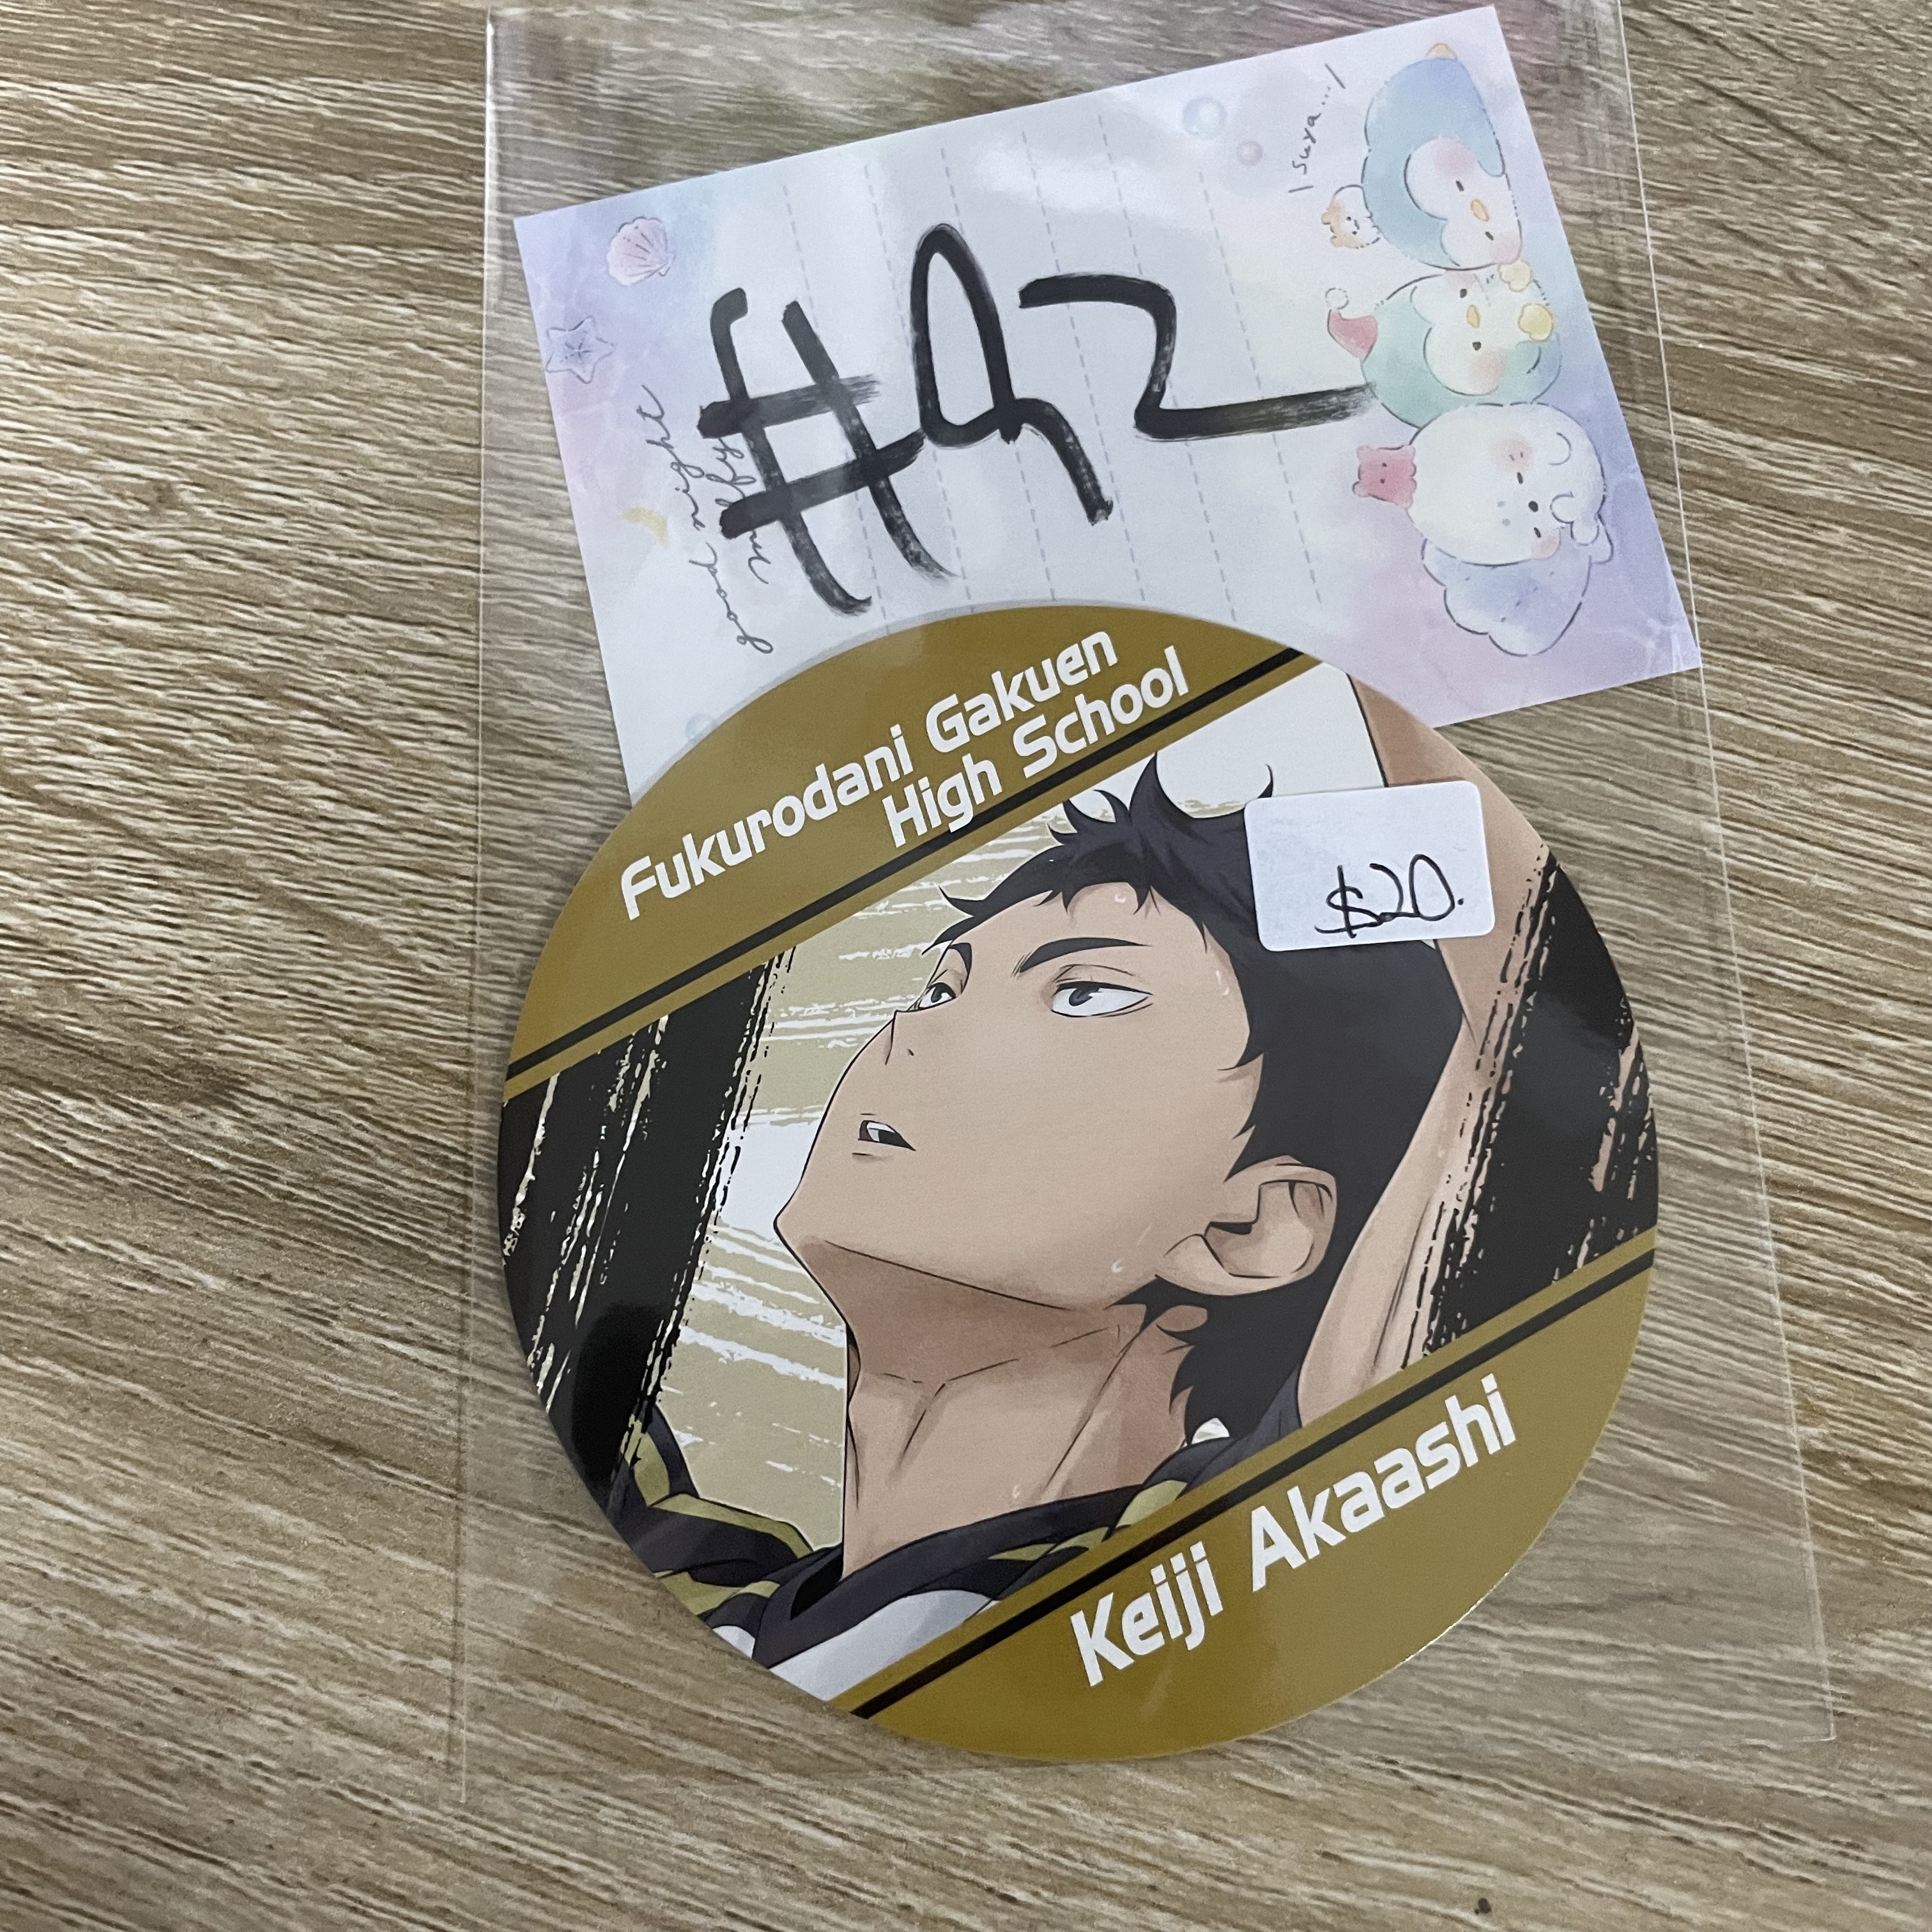 Suya...
#92
good night
Fukurodani Gakuen
High School
$20.
Keiji Akaashi